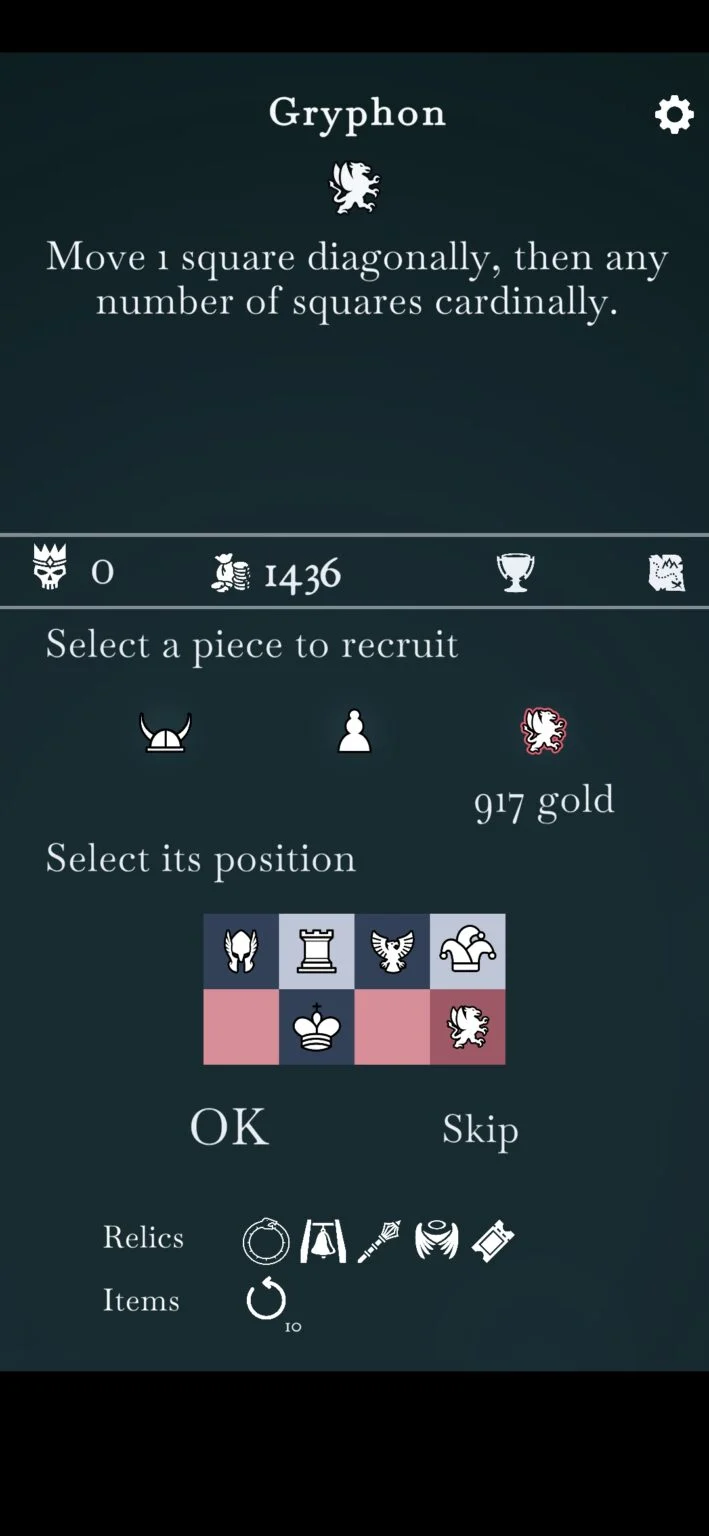 Gryphon
Move 1 square diagonally, then any
number of squares cardinally.
0
1436
Select a piece to recruit
917 gold
Select its position
OK
Skip
Relics
Items
10